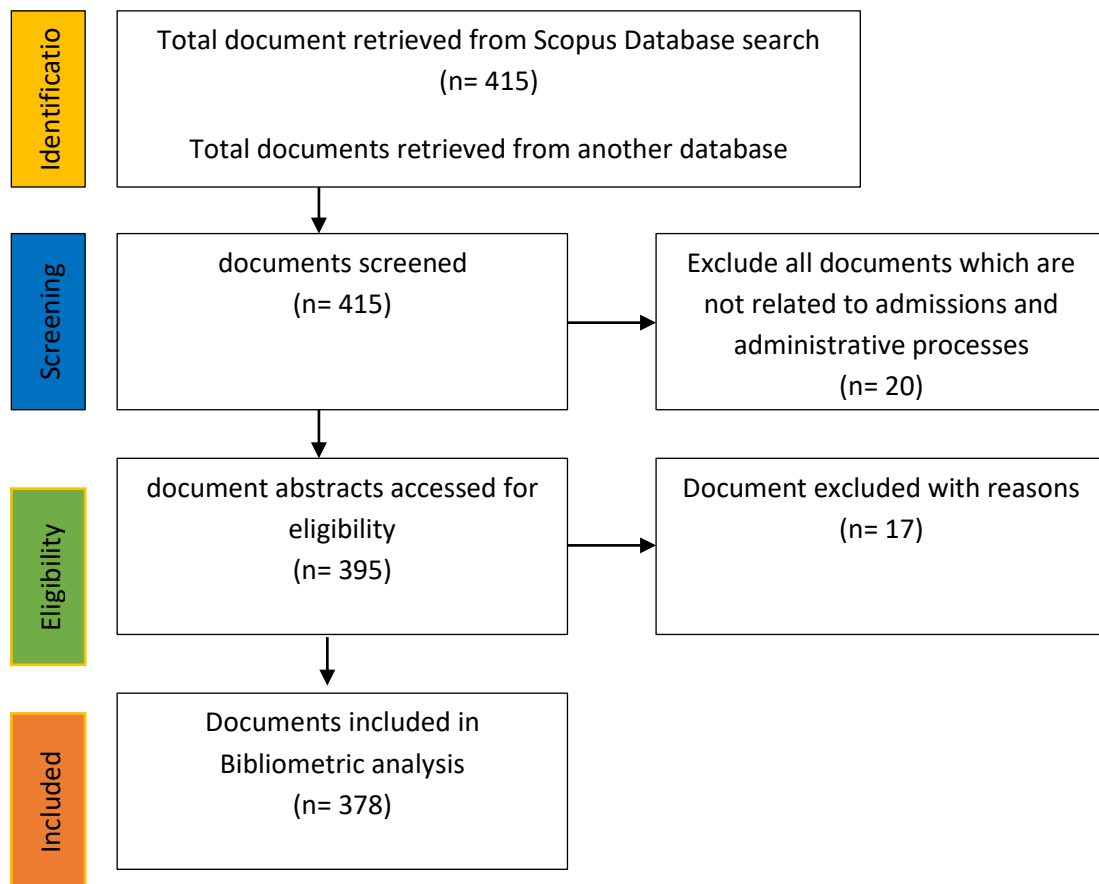 Identificatio
Total document retrieved from Scopus Database search
(n= 415)
Total documents retrieved from another database
Screening
documents screened
(n= 415)
Exclude all documents which are
not related to admissions and
administrative processes
(n= 20)
Eligibility
document abstracts accessed for
eligibility
(n= 395)
Document excluded with reasons
(n= 17)
Included
Documents included in
Bibliometric analysis
(n= 378)